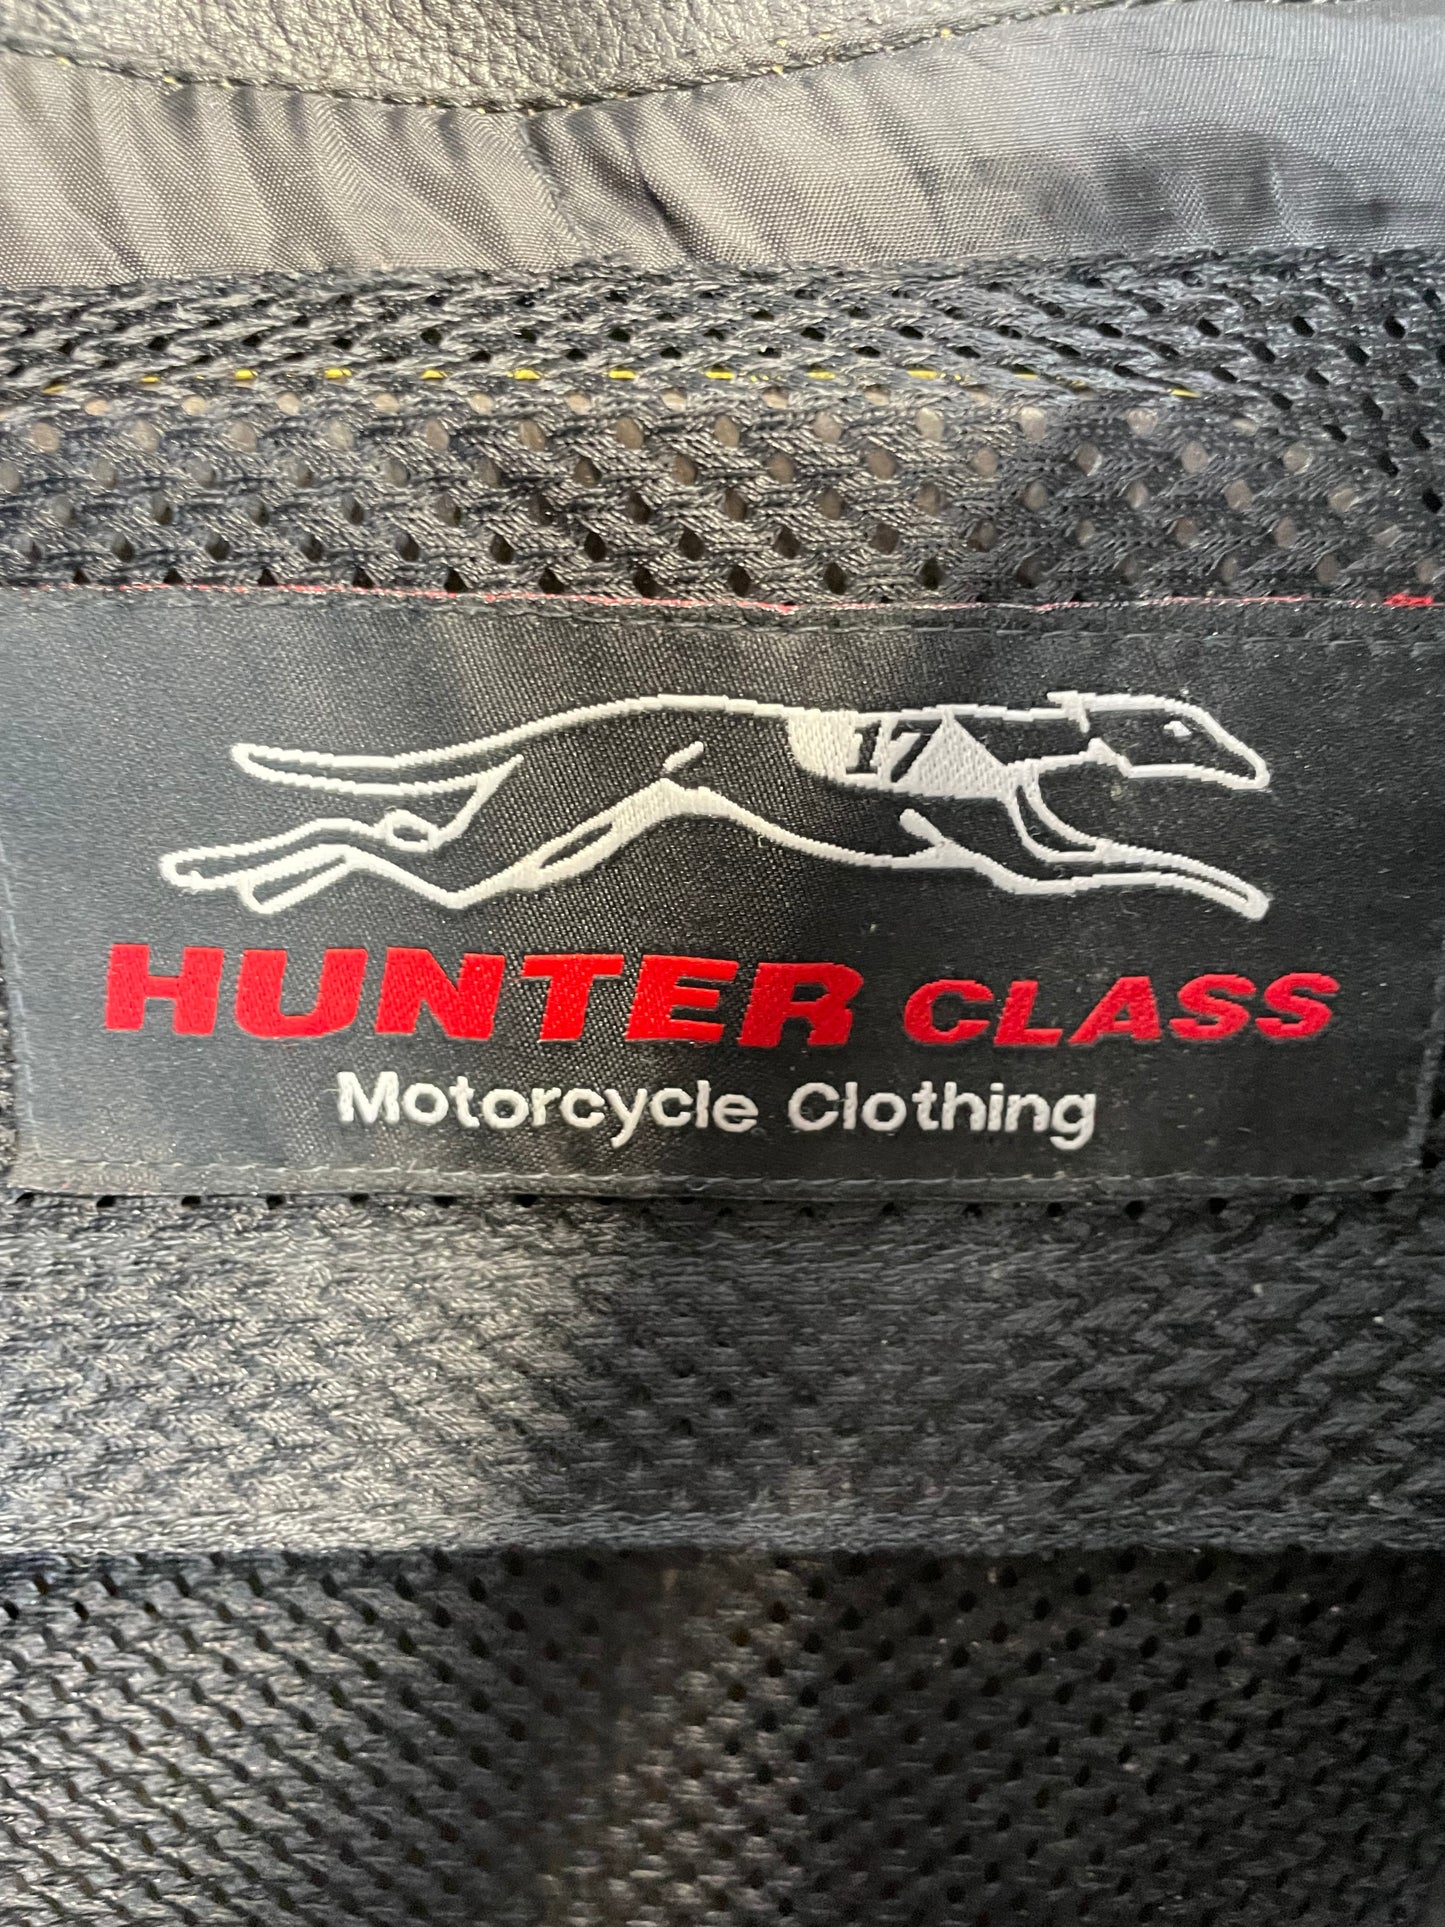 17
HUNTER CLASS
Motorcycle Clothing